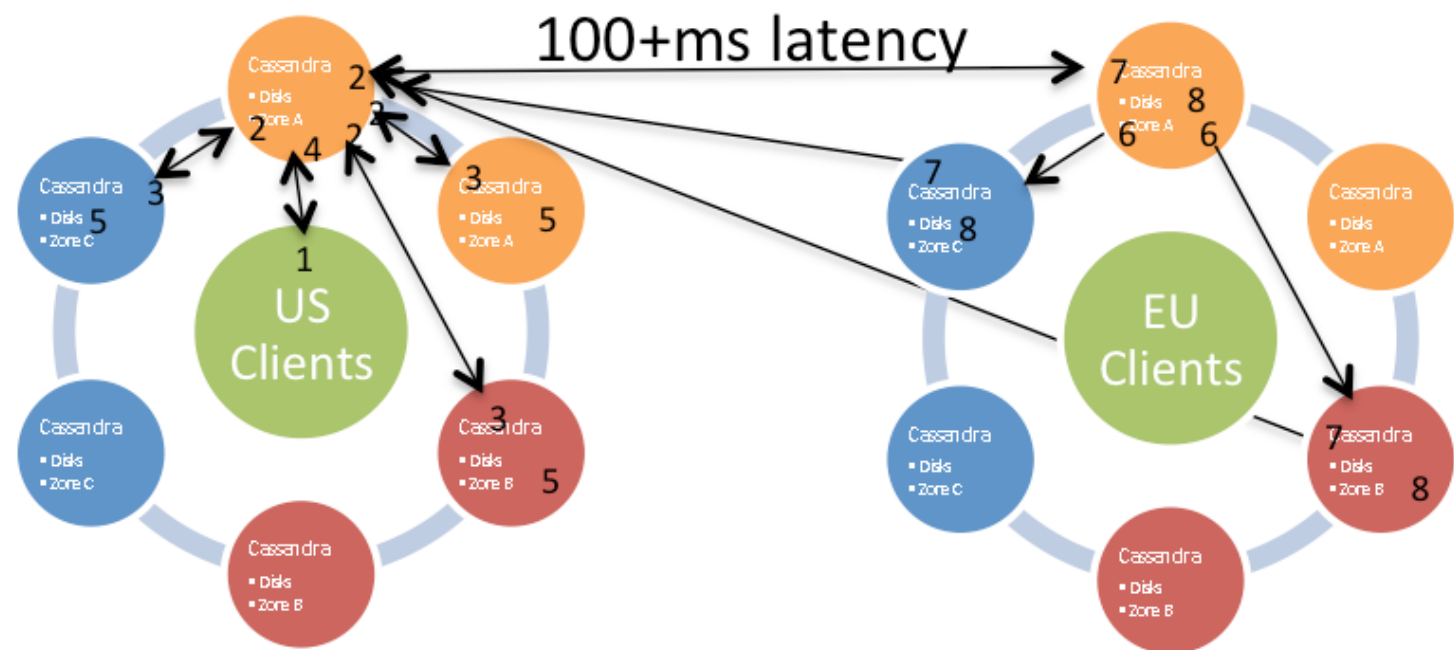 100+ms latency
Cassandra
▪ Disks
▪ Zone A
2
2
4
2
2
Cassandra
▪ Disks
▪ Zone A
7
8
6
6
Cassandra
▪ Disks
▪ Zone C
3
5
Cassandra
▪ Disks
▪ Zone A
3
5
Cassandra
▪ Disks
▪ Zone C
7
8
Cassandra
▪ Disks
▪ Zone A
1
US
Clients
EU
Clients
Cassandra
▪ Disks
▪ Zone C
Cassandra
▪ Disks
▪ Zone B
3
5
Cassandra
▪ Disks
▪ Zone C
Cassandra
▪ Disks
▪ Zone B
7
8
Cassandra
▪ Disks
▪ Zone B
Cassandra
▪ Disks
▪ Zone B